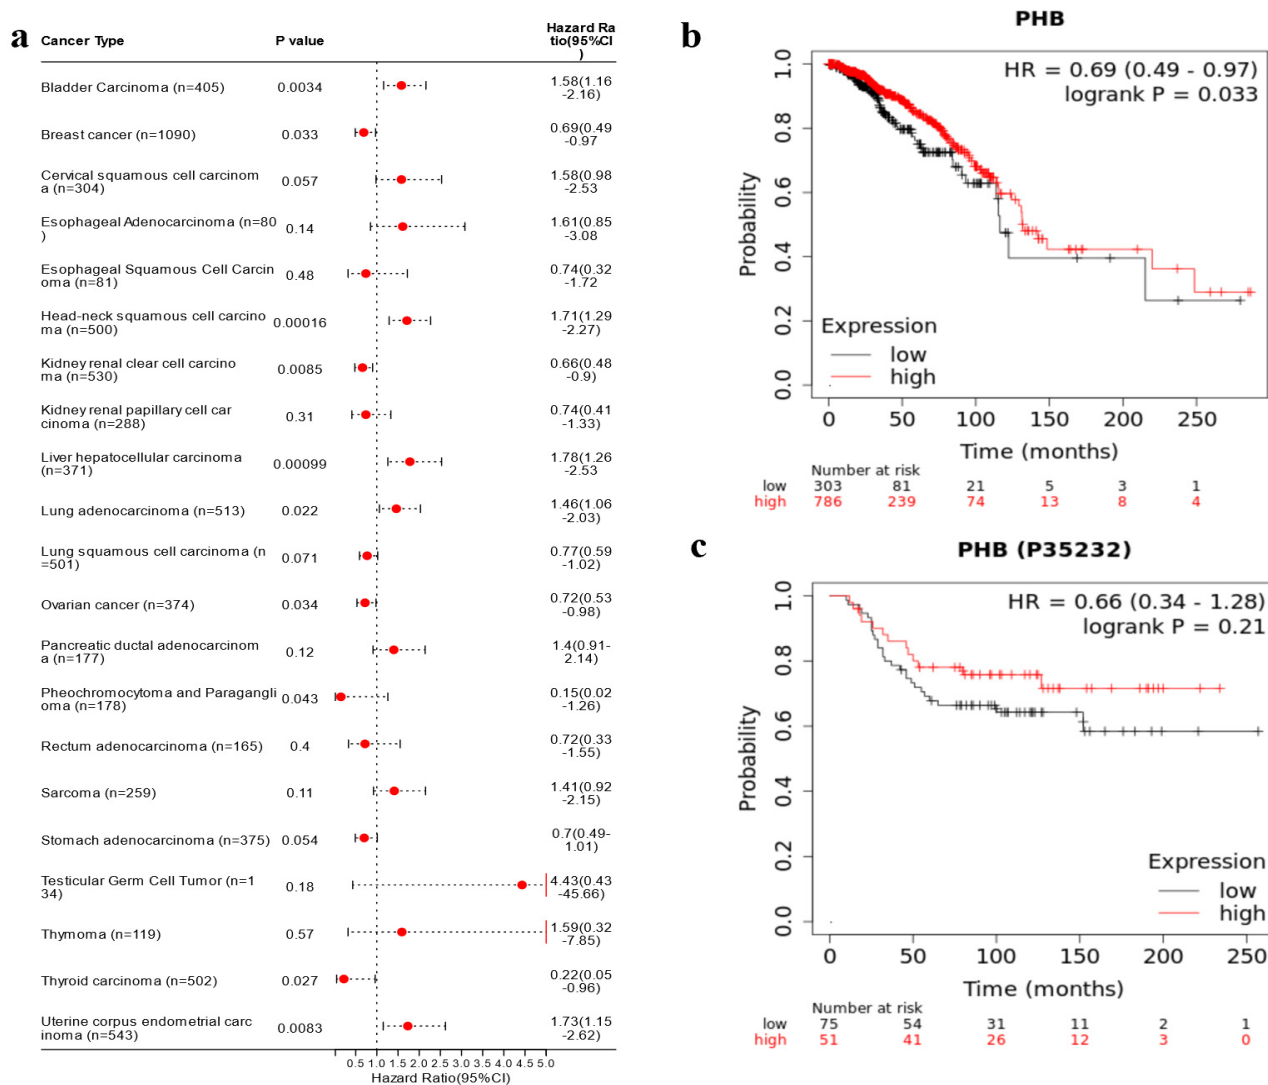 a
Cancer Type
P value
Hazard Ra
tio(95%CI
)
Bladder Carcinoma (n=405)
0.0034
1.58(1.16
-2.16)
Breast cancer (n=1090)
0.033
0.69(0.49
-0.97
Cervical squamous cell carcinom
a (n=304)
0.057
1.58(0.98
-2.53
Esophageal Adenocarcinoma (n=80
)
0.14
1.61(0.85
-3.08
Esophageal Squamous Cell Carcin
oma (n=81)
0.48
0.74(0.32
-1.72
Head-neck squamous cell carcino
ma (n=500)
0.00016
1.71(1.29
-2.27)
Kidney renal clear cell carcino
ma (n=530)
0.0085
0.66(0.48
-0.9)
Kidney renal papillary cell car
cinoma (n=288)
0.31
0.74(0.41
-1.33)
Liver hepatocellular carcinoma
(n=371)
0.00099
1.78(1.26
-2.53
Lung adenocarcinoma (n=513)
0.022
1.46(1.06
-2.03)
Lung squamous cell carcinoma (n
=501)
0.071
0.77(0.59
-1.02)
Ovarian cancer (n=374)
0.034
0.72(0.53
-0.98)
Pancreatic ductal adenocarcinom
a (n=177)
0.12
1.4(0.91-
2.14)
Pheochromocytoma and Paragangli
oma (n=178)
0.043
0.15(0.02
-1.26)
Rectum adenocarcinoma (n=165)
0.4
0.72(0.33
-1.55)
Sarcoma (n=259)
0.11
1.41(0.92
-2.15)
Stomach adenocarcinoma (n=375)
0.054
0.7(0.49-
1.01)
Testicular Germ Cell Tumor (n=1
34)
0.18
4.43(0.43
-45.66)
Thymoma (n=119)
0.57
1.59(0.32
-7.85)
Thyroid carcinoma (n=502)
0.027
0.22(0.05
-0.96)
Uterine corpus endometrial carc
inoma (n=543)
0.0083
1.73(1.15
-2.62)
0.5 1.0 1.5 2.0 2.5 3.0 3.5 4.0 4.5 5.0
Hazard Ratio(95%CI)
b
PHB
HR = 0.69 (0.49 - 0.97)
logrank P = 0.033
Probability
1.0
0.8
0.6
0.4
0.2
0.0
Expression
low
high
0 50 100 150 200 250
Time (months)
Number at risk
low 303 81 21 5 3 1
high 786 239 74 13 8 4
c
PHB (P35232)
HR = 0.66 (0.34 - 1.28)
logrank P = 0.21
Probability
1.0
0.8
0.6
0.4
0.2
0.0
Expression
low
high
0 50 100 150 200 250
Time (months)
Number at risk
low 75 54 31 11 2 1
high 51 41 26 12 3 0